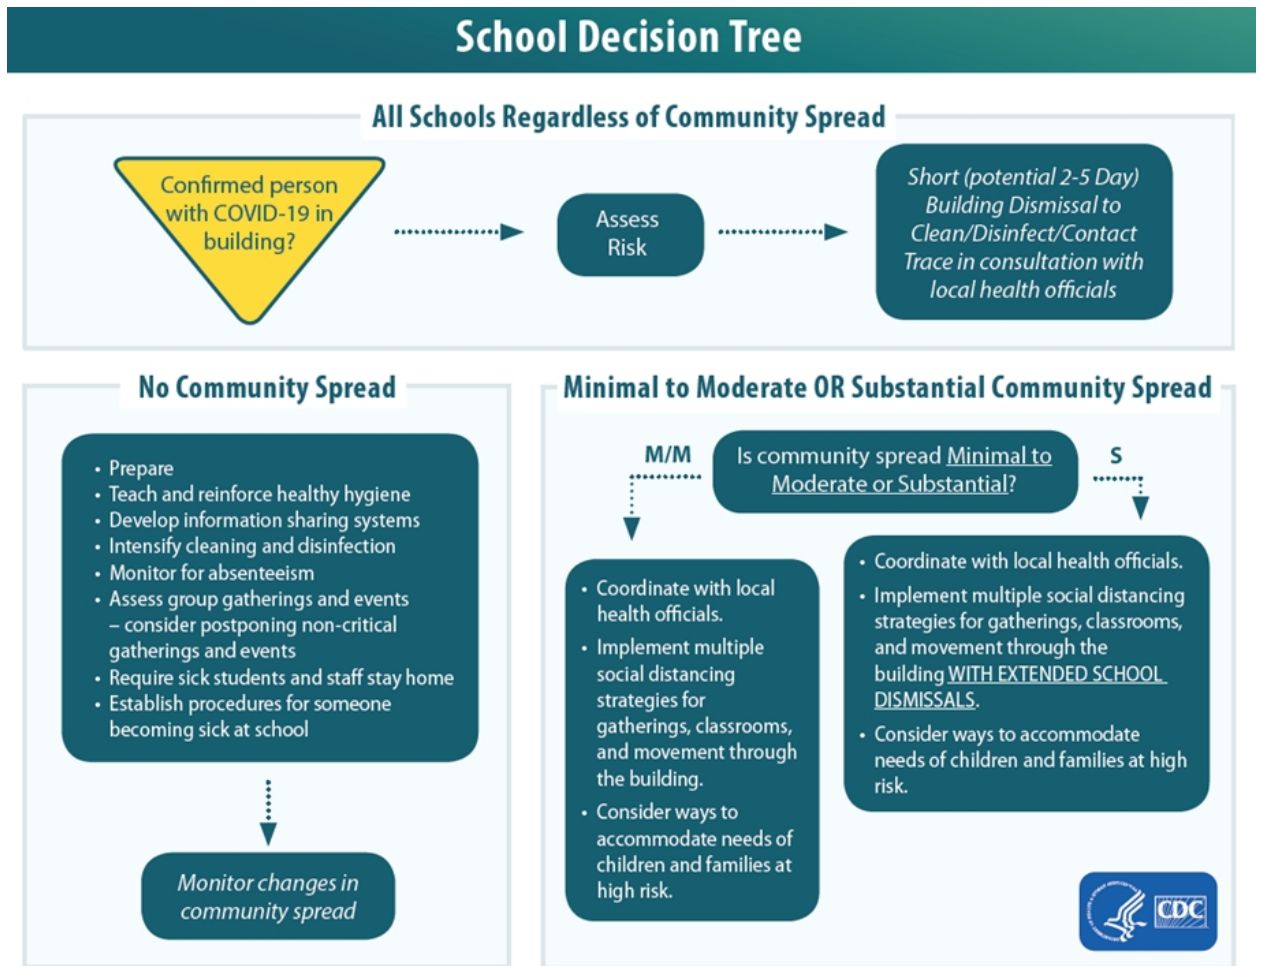 School Decision Tree
All Schools Regardless of Community Spread
Confirmed person
with COVID-19 in
building?
Assess
Risk
Short (potential 2-5 Day)
Building Dismissal to
Clean/Disinfect/Contact
Trace in consultation with
local health officials
No Community Spread
• Prepare
• Teach and reinforce healthy hygiene
• Develop information sharing systems
• Intensify cleaning and disinfection
• Monitor for absenteeism
• Assess group gatherings and events
– consider postponing non-critical
gatherings and events
• Require sick students and staff stay home
• Establish procedures for someone
becoming sick at school
Monitor changes in
community spread
Minimal to Moderate OR Substantial Community Spread
Is community spread Minimal to
Moderate or Substantial?
M/M
• Coordinate with local
health officials.
• Implement multiple
social distancing
strategies for
gatherings, classrooms,
and movement through
the building.
• Consider ways to
accommodate needs of
children and families at
high risk.
S
• Coordinate with local health officials.
• Implement multiple social distancing
strategies for gatherings, classrooms,
and movement through the
building WITH EXTENDED SCHOOL
DISMISSALS.
• Consider ways to accommodate
needs of children and families at high
risk.
CDC